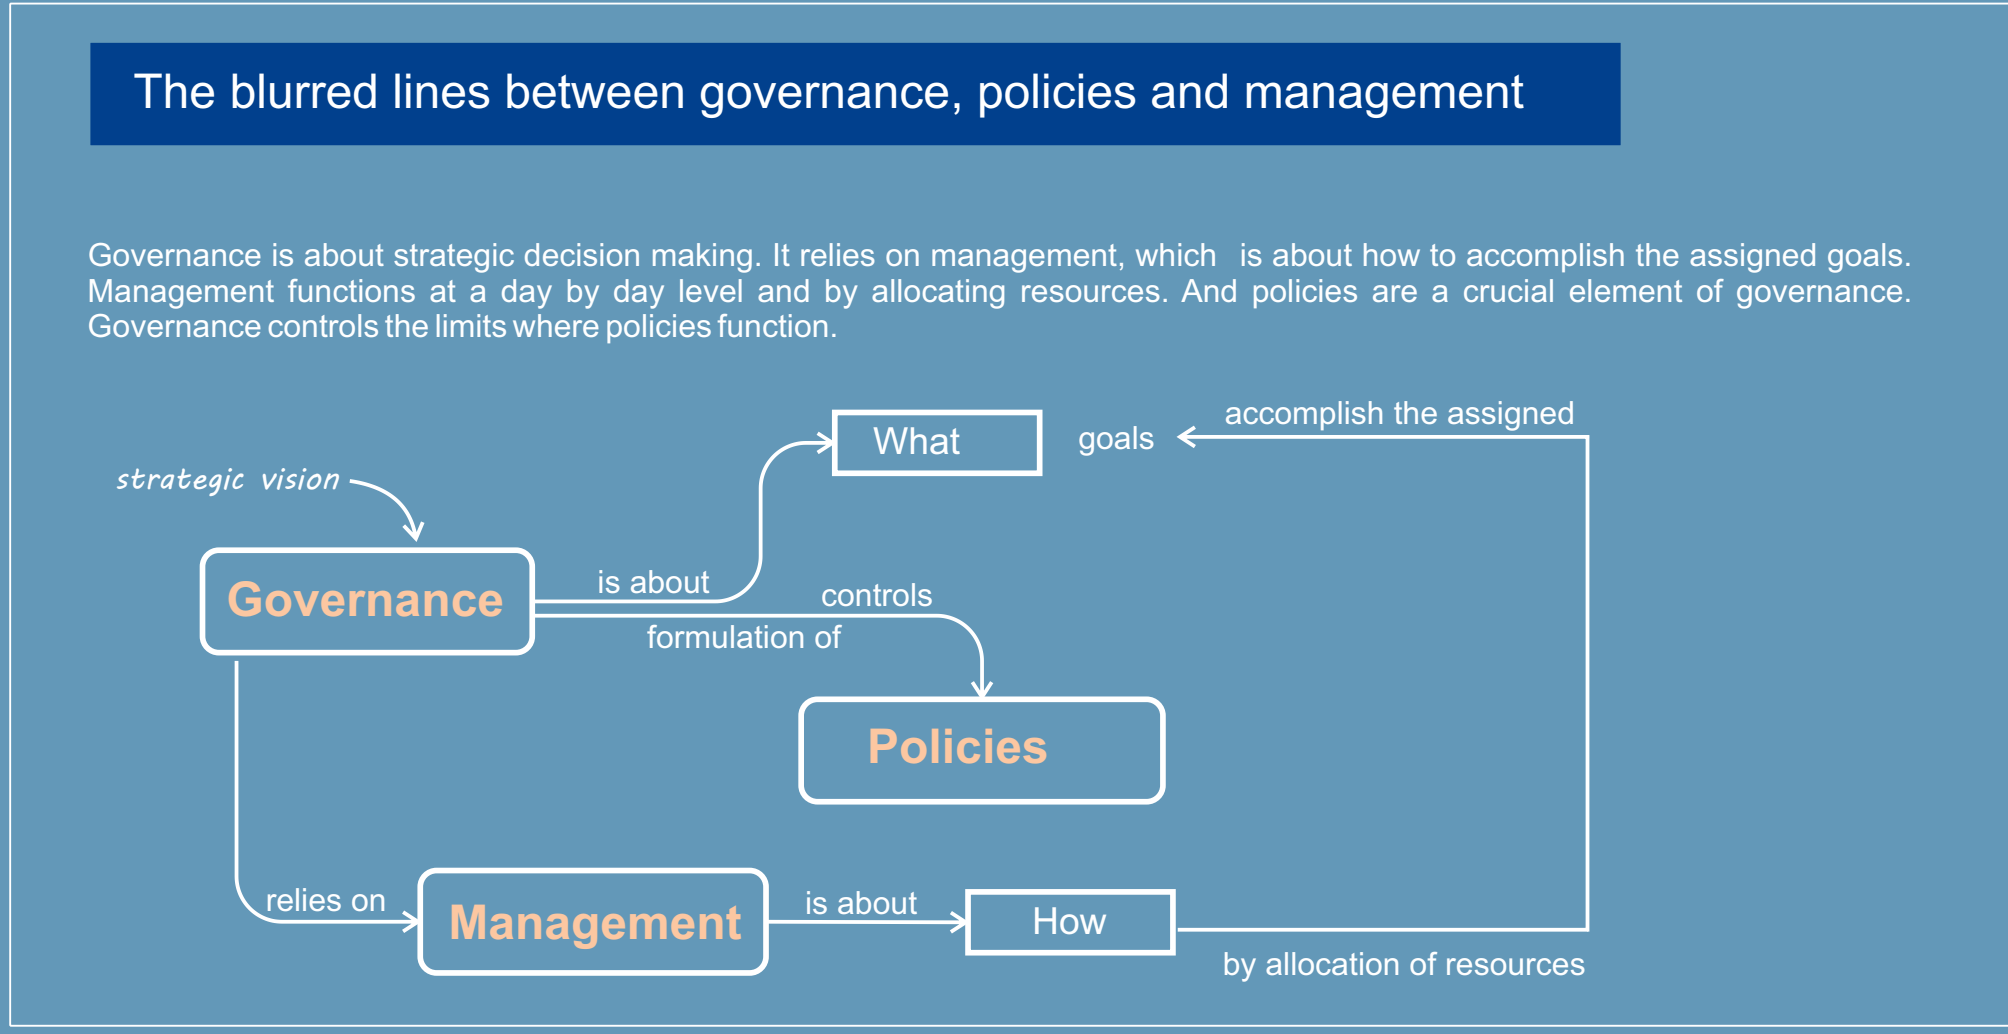 The blurred lines between governance, policies and management
Governance is about strategic decision making. It relies on management, which is about how to accomplish the assigned goals.
Management functions at a day by day level and by allocating resources. And policies are a crucial element of governance.
Governance controls the limits where policies function.
accomplish the assigned
What
goals
strategic vision
Governance
is about
controls
formulation of
Policies
relies on
Management
is about
How
by allocation of resources